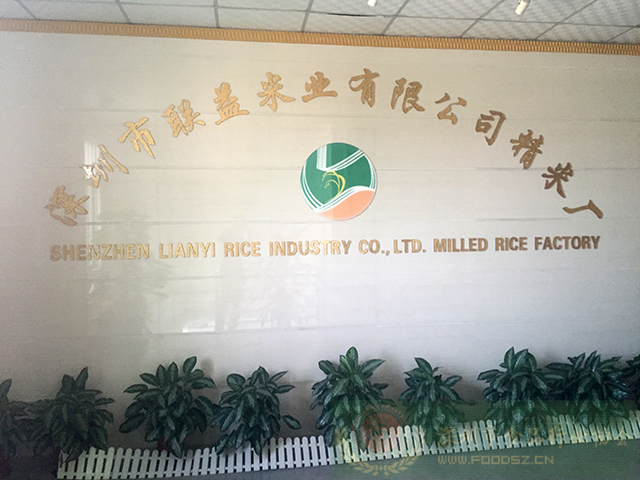 深圳市联益米业有限公司精米厂
SHENZHEN LIANYI RICE INDUSTRY CO., LTD. MILLED RICE FACTORY
WWW.FOODSZ.CN